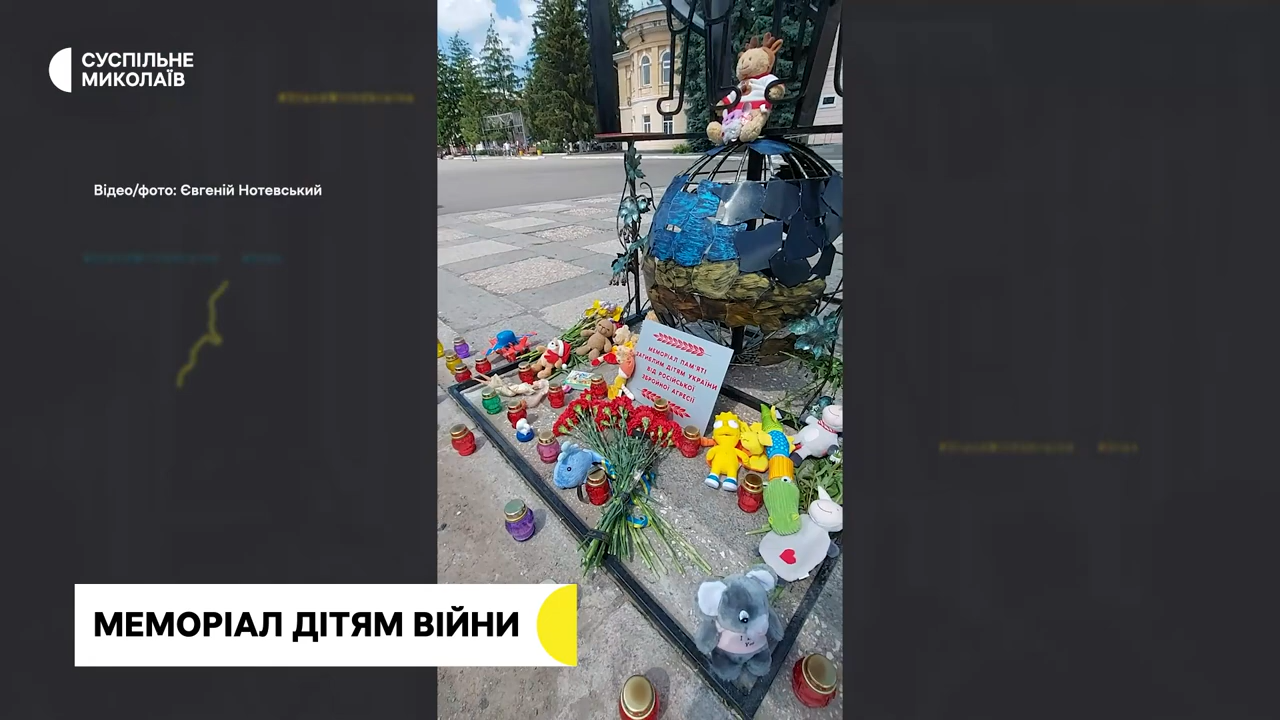 СУСПІЛЬНЕ
МИКОЛАЇВ
Відео/фото: Євгеній Нотевський
МЕМОРІАЛ ПАМ'ЯТІ
ЗАГИБЛИМ ДІТЯМ УКРАЇНИ
ВІД РОСІЙСЬКОЇ
ЗБРОЙНОЇ АГРЕСІЇ
МЕМОРІАЛ ДІТЯМ ВІЙНИ